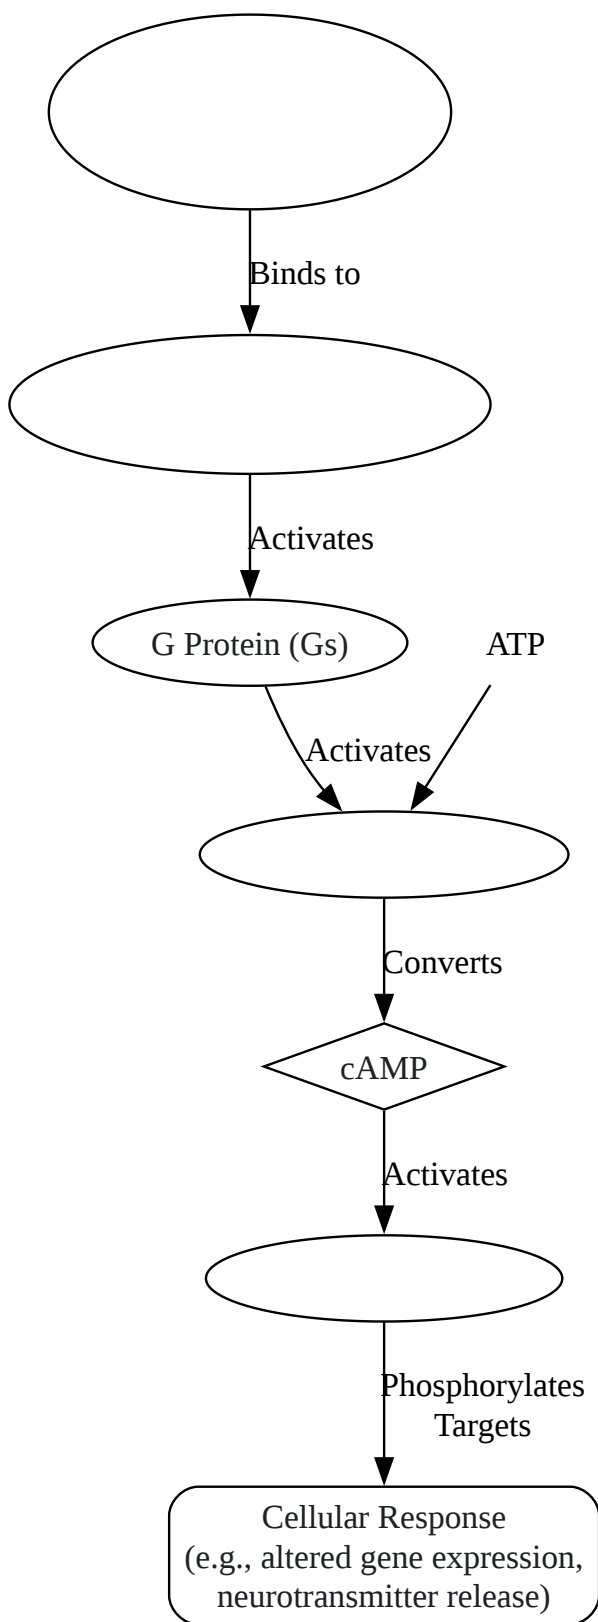 Binds to
Activates
G Protein (Gs)
ATP
Activates
Converts
cAMP
Activates
Phosphorylates
Targets
Cellular Response
(e.g., altered gene expression,
neurotransmitter release)